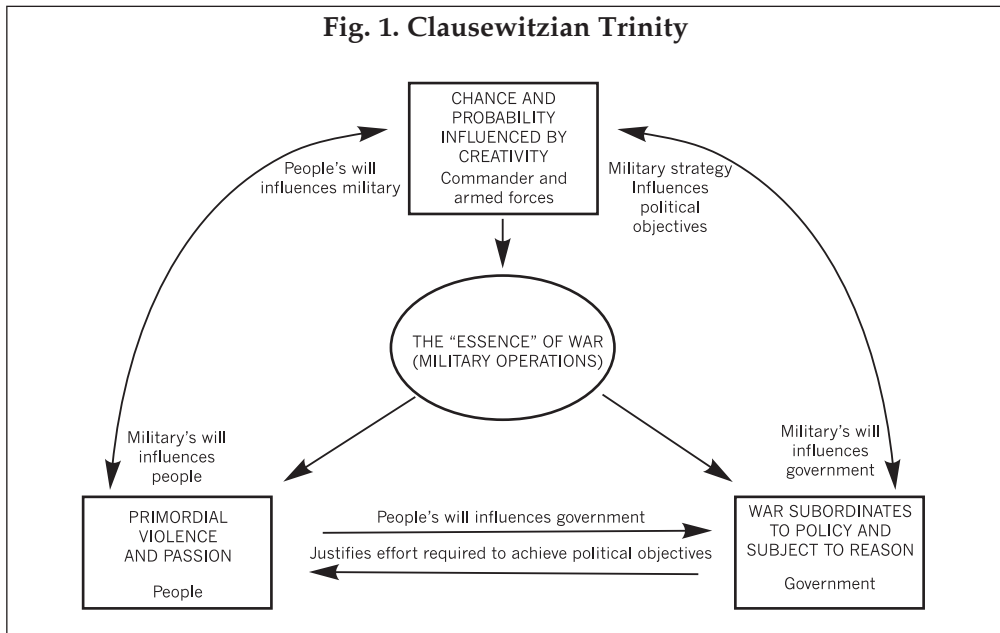 Fig. 1. Clausewitzian Trinity
CHANCE AND
PROBABILITY
INFLUENCED BY
CREATIVITY
Commander and
armed forces
People's will
influences military
Military strategy
Influences
political
objectives
THE “ESSENCE” OF WAR
(MILITARY OPERATIONS)
Military's will
influences
people
Military's will
influences
government
PRIMORDIAL
VIOLENCE
AND PASSION
People
People's will influences government
Justifies effort required to achieve political objectives
WAR SUBORDINATES
TO POLICY AND
SUBJECT TO REASON
Government